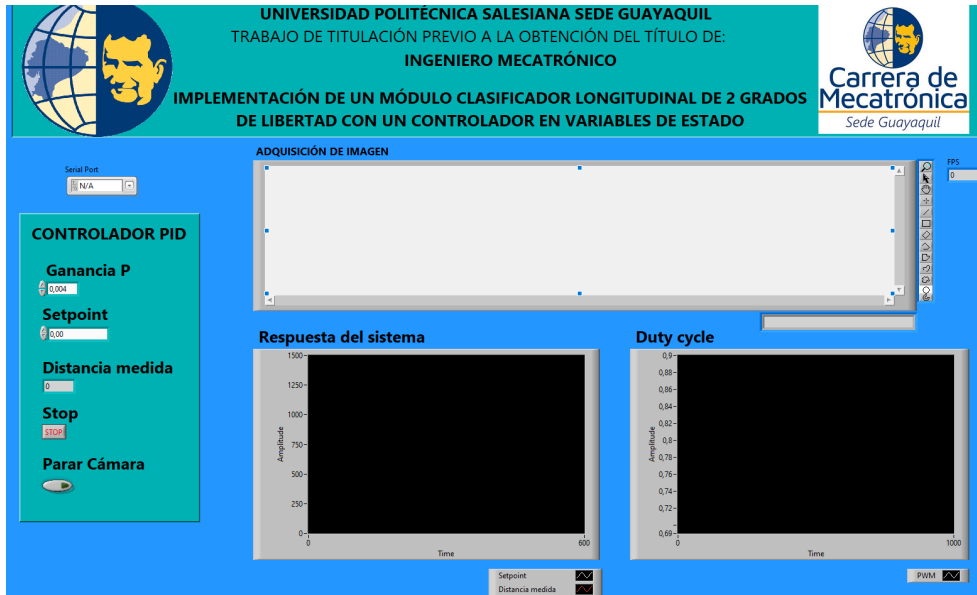 UNIVERSIDAD POLITÉCNICA SALESIANA SEDE GUAYAQUIL
TRABAJO DE TITULACIÓN PREVIO A LA OBTENCIÓN DEL TÍTULO DE:
INGENIERO MECATRÓNICO
IMPLEMENTACIÓN DE UN MÓDULO CLASIFICADOR LONGITUDINAL DE 2 GRADOS
DE LIBERTAD CON UN CONTROLADOR EN VARIABLES DE ESTADO
Carrera de
Mecatrónica
Sede Guayaquil
Serial Port
N/A
ADQUISICIÓN DE IMAGEN
FPS
0
CONTROLADOR PID
Ganancia P
0,004
Setpoint
0,00
Distancia medida
0
Stop
STOP
Parar Cámara
Respuesta del sistema
1500
1250
1000
750
500
250
0
Amplitude
0
600
Time
Setpoint
Distancia medida
Duty cycle
0,9
0,88
0,86
0,84
0,82
0,8
0,78
0,76
0,74
0,72
0,69
Amplitude
0
1000
Time
PWM